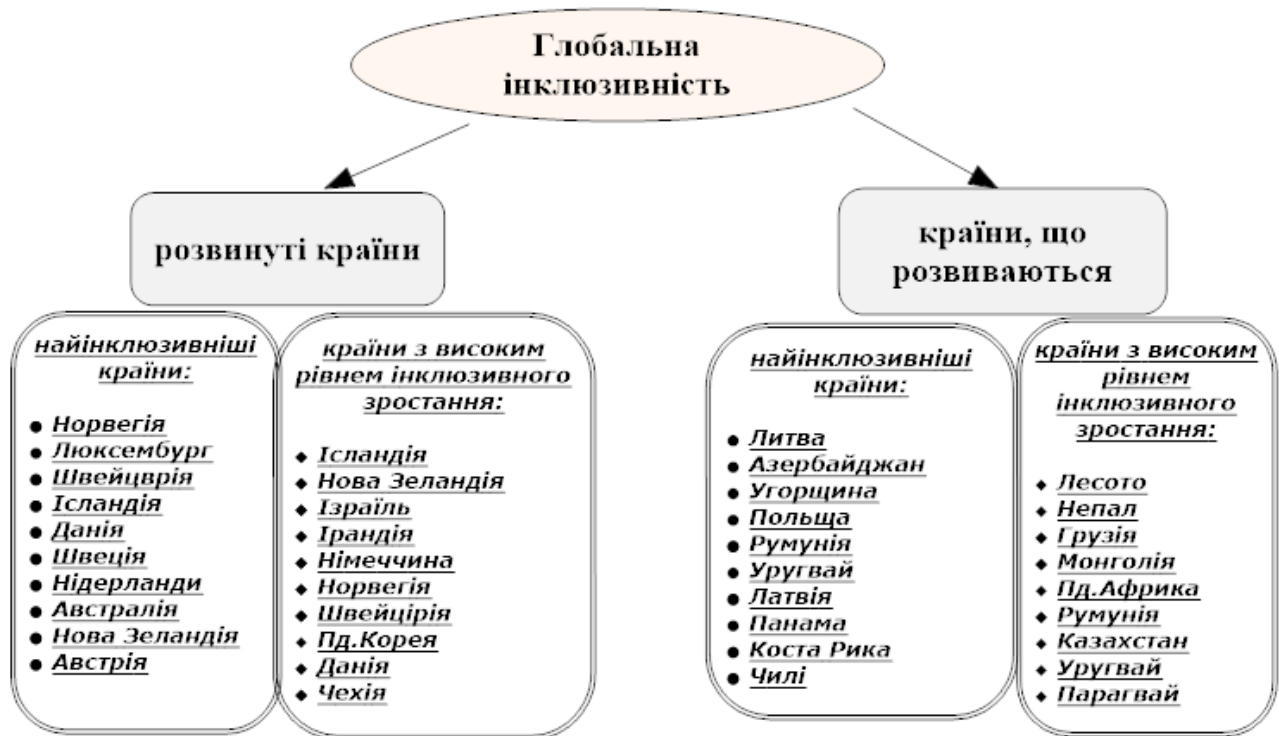 Глобальна
інклюзивність
розвинуті країни
країни, що
розвиваються
найінклюзивніші
країни:
● Норвегія
● Люксембург
● Швейцврія
● Ісландія
● Данія
● Швеція
● Нідерланди
● Австралія
● Нова Зеландія
● Австрія
країни з високим
рівнем інклюзивного
зростання:
◆ Ісландія
◆ Нова Зеландія
◆ Ізраїль
◆ Ірандія
◆ Німеччина
◆ Норвегія
◆ Швейцірія
◆ Пд.Корея
◆ Данія
◆ Чехія
найінклюзивніші
країни:
● Литва
● Азербайджан
● Угорщина
● Польща
● Румунія
● Уругвай
● Латвія
● Панама
● Коста Рика
● Чилі
країни з високим
рівнем
інклюзивного
зростання:
◆ Лесото
◆ Непал
◆ Грузія
◆ Монголія
◆ Пд.Африка
◆ Румунія
◆ Казахстан
◆ Уругвай
◆ Парагвай